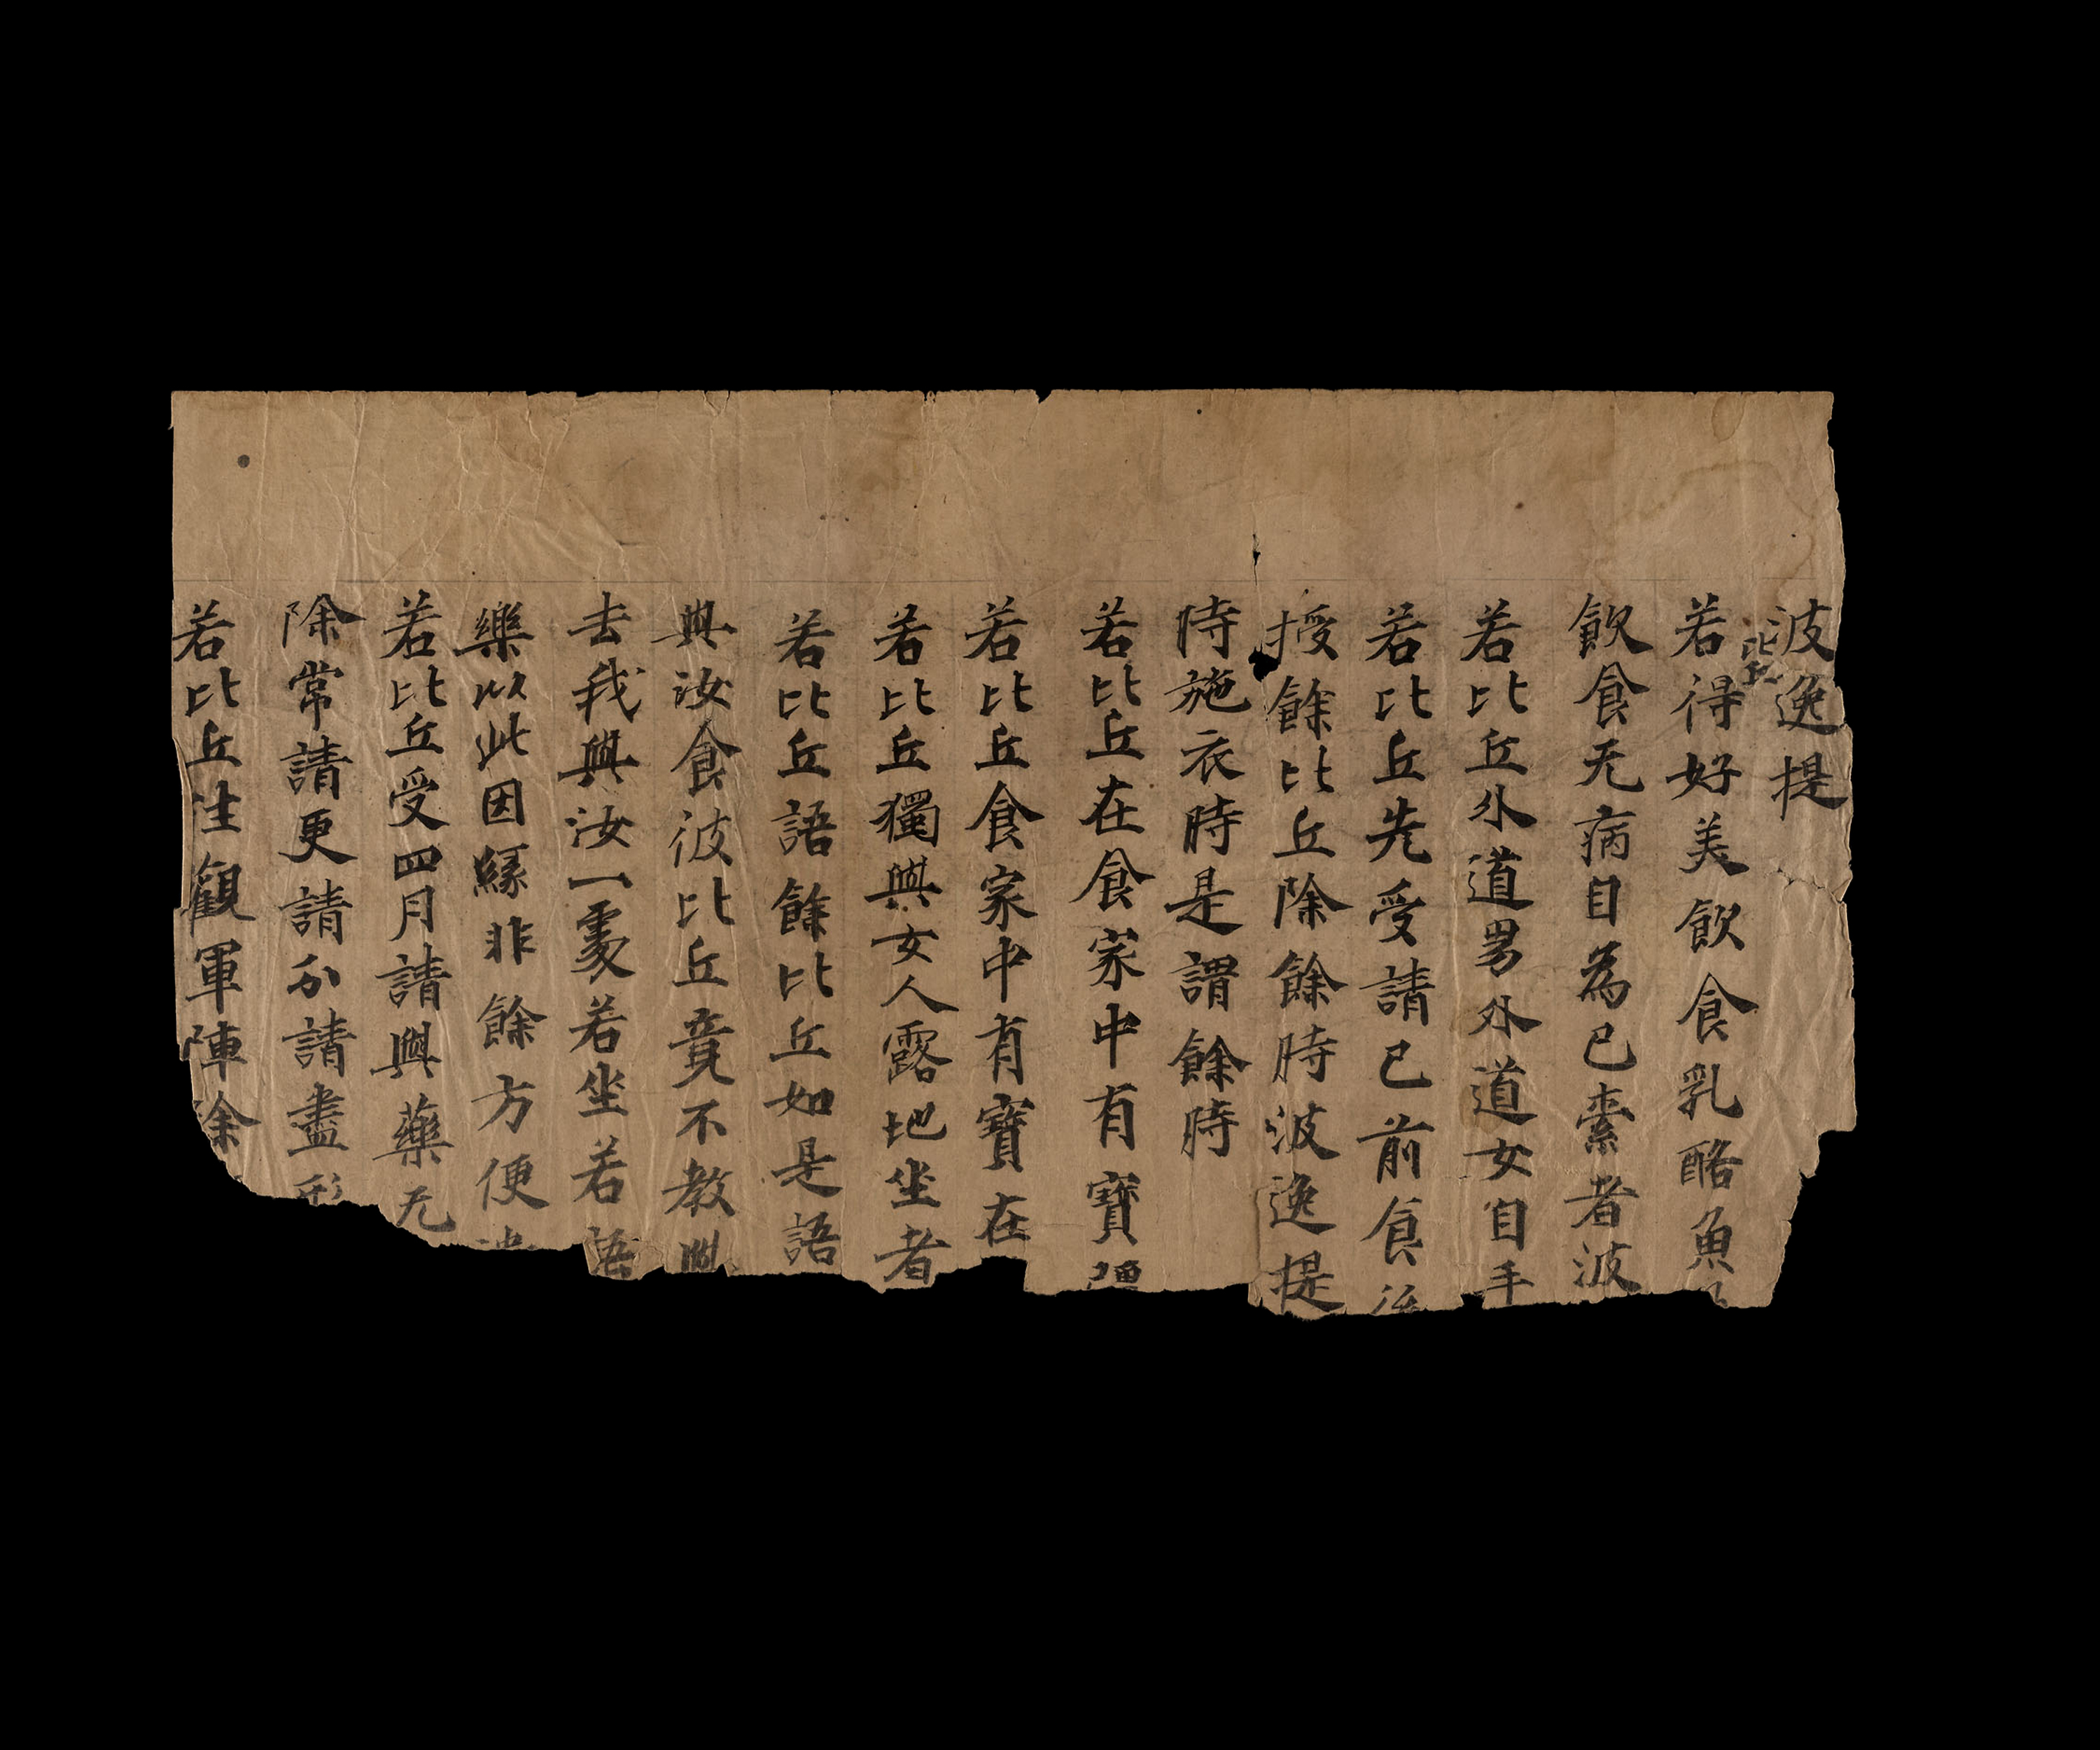 波逸提
若比丘得好美飲食乳酪魚
飲食无病自為已索者波
若比丘外道男外道女自手
若比丘先受請已前食後
授餘比丘除餘時波逸提
時施衣時是謂餘時
若比丘在食家中有寶
若比丘食家中有寶在
若比丘獨與女人露地坐者
若比丘語餘比丘如是語
與汝食彼比丘竟不教與
去我與汝一處若坐若語
樂以此因緣非餘方便遣
若比丘受四月請與藥无
除常請更請分請盡形
若比丘往觀軍陣除